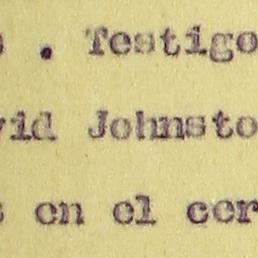 . Testigo
vid Johnsto
s en el cer